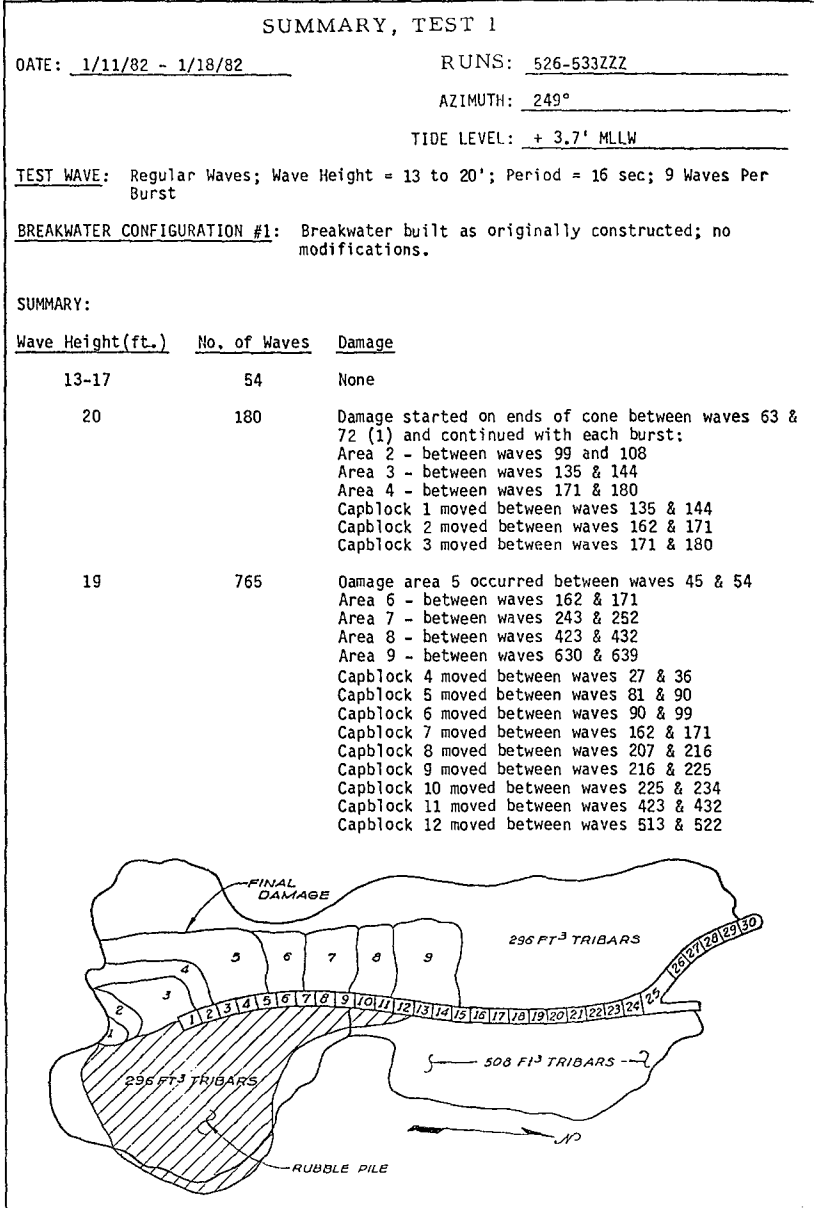 SUMMARY, TEST 1
DATE: 1/11/82 - 1/18/82
RUNS: 526-533ZZZ
AZIMUTH: 249°
TIDE LEVEL: + 3.7' MLLW
TEST WAVE: Regular Waves; Wave Height = 13 to 20'; Period = 16 sec; 9 Waves Per
Burst
BREAKWATER CONFIGURATION #1: Breakwater built as originally constructed; no
modifications.
SUMMARY:
Wave Height(ft.) No. of Waves Damage
13-17 54 None
20 180 Damage started on ends of cone between waves 63 &
72 (1) and continued with each burst:
Area 2 - between waves 99 and 108
Area 3 - between waves 135 & 144
Area 4 - between waves 171 & 180
Capblock 1 moved between waves 135 & 144
Capblock 2 moved between waves 162 & 171
Capblock 3 moved between waves 171 & 180
19 765 Damage area 5 occurred between waves 45 & 54
Area 6 - between waves 162 & 171
Area 7 - between waves 243 & 252
Area 8 - between waves 423 & 432
Area 9 - between waves 630 & 639
Capblock 4 moved between waves 27 & 36
Capblock 5 moved between waves 81 & 90
Capblock 6 moved between waves 90 & 99
Capblock 7 moved between waves 162 & 171
Capblock 8 moved between waves 207 & 216
Capblock 9 moved between waves 216 & 225
Capblock 10 moved between waves 225 & 234
Capblock 11 moved between waves 423 & 432
Capblock 12 moved between waves 513 & 522
FINAL
DAMAGE
296 FT³ TRIBARS
1 2 3 4 5 6 7 8 9
1 2 3 4 5 6 7 8 9 10 11 12 13 14 15 16 17 18 19 20 21 22 23 24 25 26 27 28 29 30
508 FT³ TRIBARS
296 FT³ TRIBARS
N
RUBBLE PILE